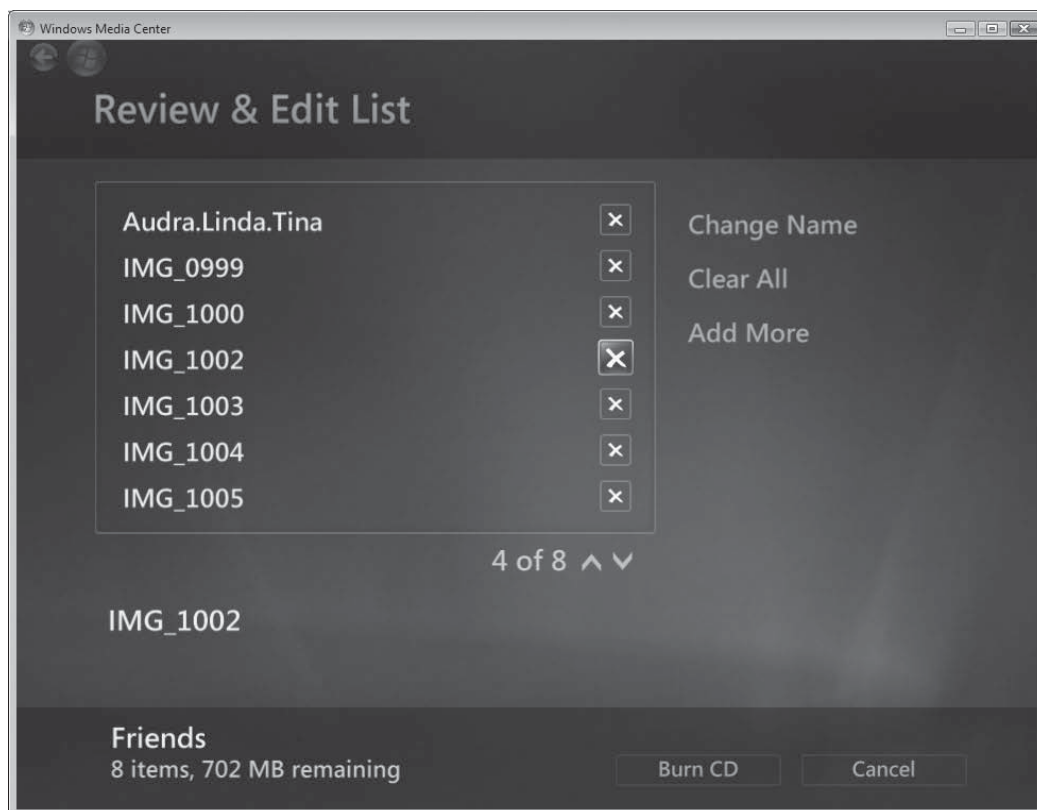 Windows Media Center
Review & Edit List
Audra.Linda.Tina
IMG_0999
IMG_1000
IMG_1002
IMG_1003
IMG_1004
IMG_1005
Change Name
Clear All
Add More
4 of 8
IMG_1002
Friends
8 items, 702 MB remaining
Burn CD
Cancel